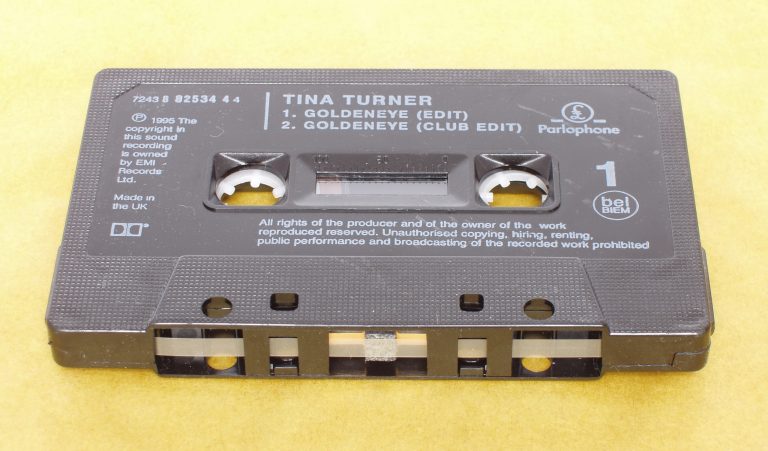 7243 8 82534 4 4
TINA TURNER
1. GOLDENEYE (EDIT)
2. GOLDENEYE (CLUB EDIT)
£
Parlophone
℗ 1995 The
copyright in
this sound
recording
is owned
by EMI
Records
Ltd.
Made in
the UK
1
bel
BIEM
100 50 0
All rights of the producer and of the owner of the work
reproduced reserved. Unauthorised copying, hiring, renting,
public performance and broadcasting of the recorded work prohibited